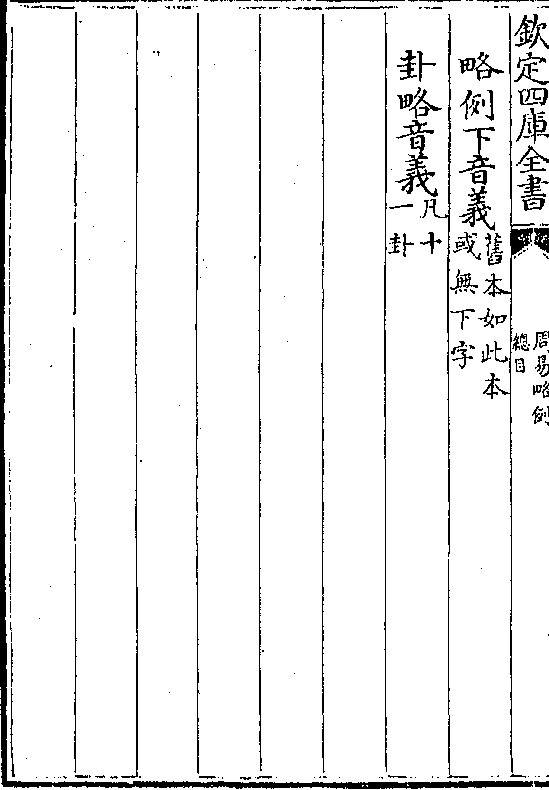 欽定四庫全書
周易略例
總目
略例下音義舊本如此本或無下字
卦略音義凡十一卦